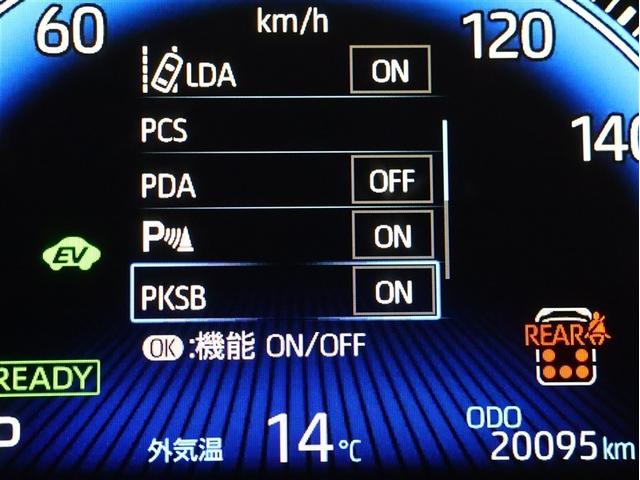 60
km/h
120
140
LDA ON
PCS
PDA OFF
P ON
PKSB ON
EV
OK:機能 ON/OFF
REAR
READY
P
外気温 14℃
ODO
20095km